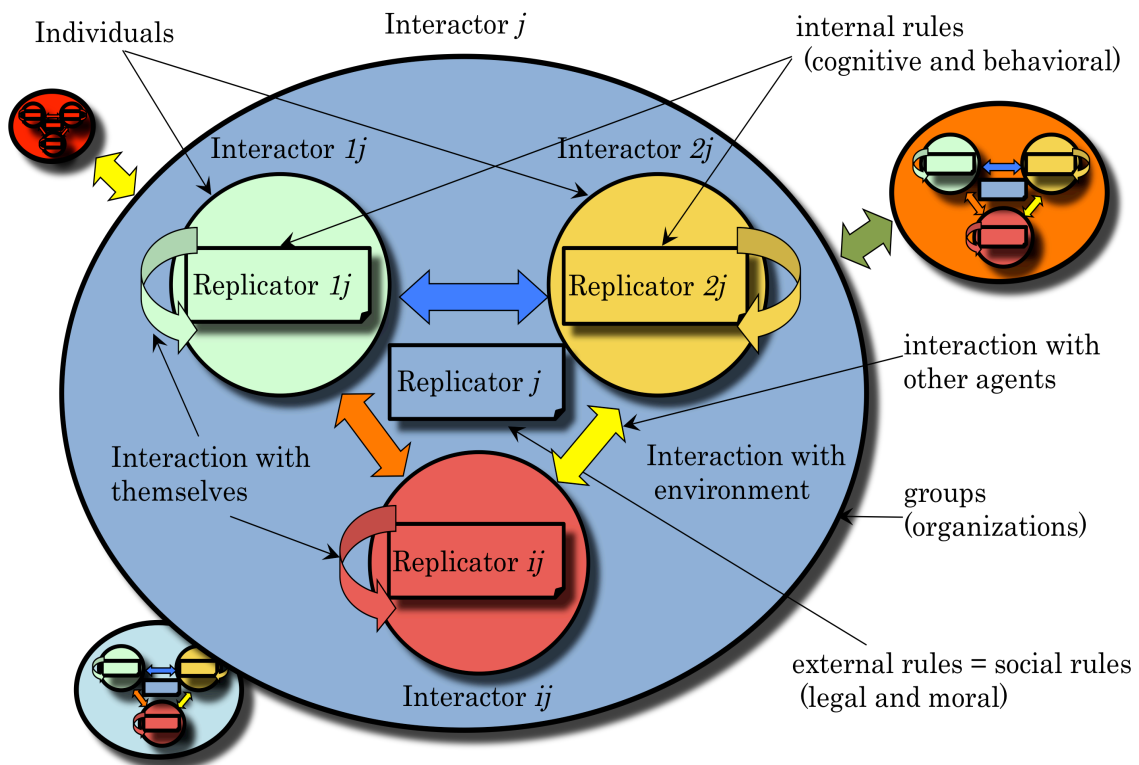 Interactor j
Individuals
internal rules
(cognitive and behavioral)
Interactor 1j
Interactor 2j
Replicator 1j
Replicator 2j
Replicator j
interaction with
other agents
Interaction with
themselves
Interaction with
environment
groups
(organizations)
Replicator ij
external rules = social rules
(legal and moral)
Interactor ij